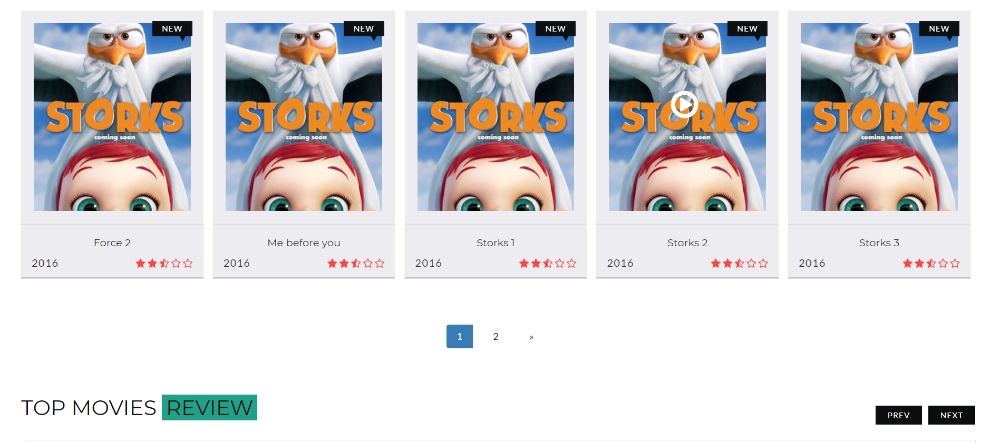 NEW NEW NEW NEW NEW
STORKS STORKS STORKS STORKS STORKS
coming soon coming soon coming soon coming soon coming soon
Force 2 Me before you Storks 1 Storks 2 Storks 3
2016 2016 2016 2016 2016
1 2 »
TOP MOVIES REVIEW
PREV NEXT